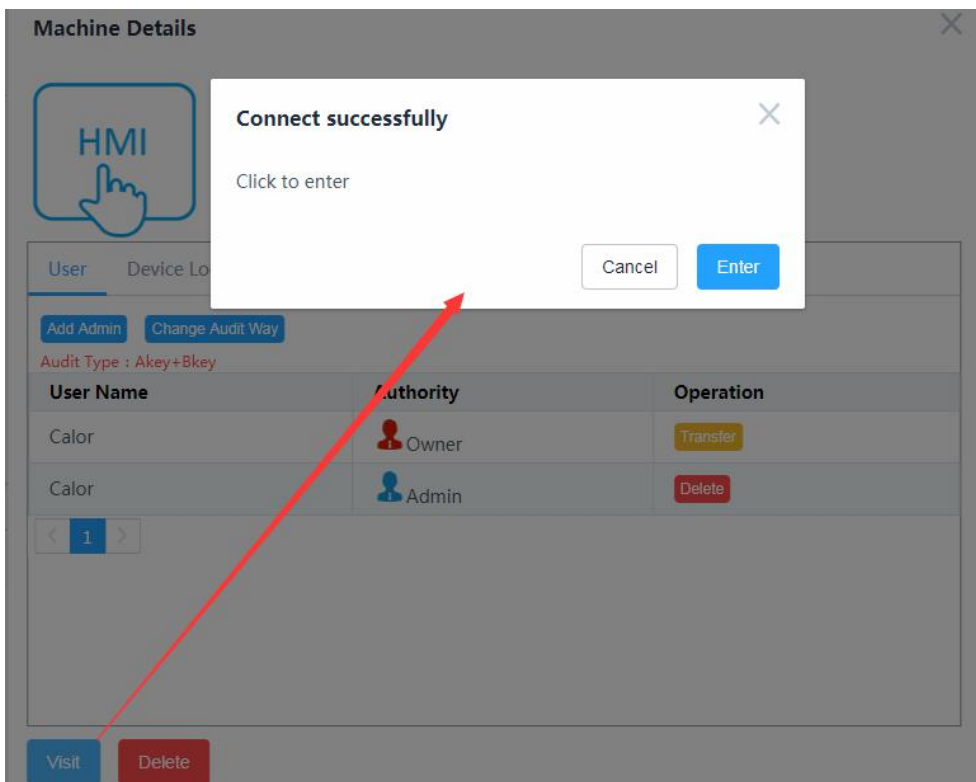 Machine Details
HMI
Connect successfully
Click to enter
Cancel Enter
User Device Lo
Add Admin Change Audit Way
Audit Type : Akey+Bkey
User Name Authority Operation
Calor Owner Transfer
Calor Admin Delete
1
Visit Delete